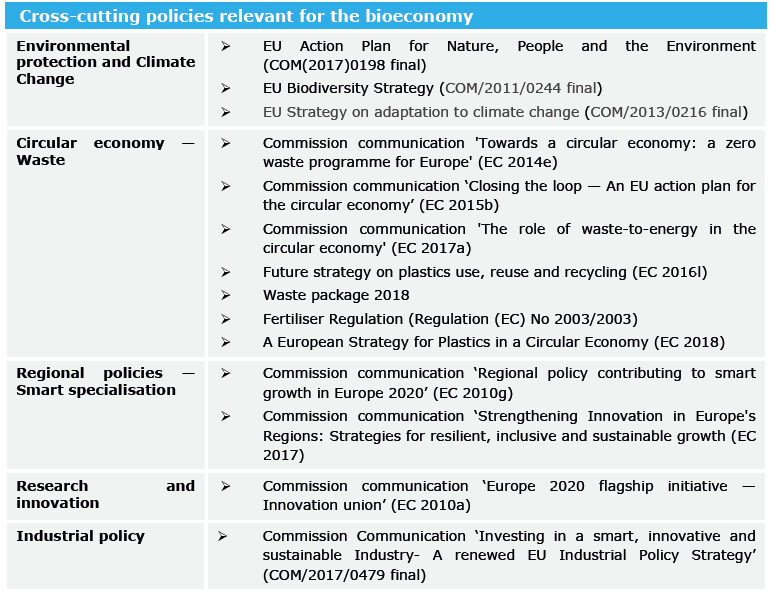 Cross-cutting policies relevant for the bioeconomy
Environmental
protection and Climate
Change
➢ EU Action Plan for Nature, People and the Environment
(COM(2017)0198 final)
➢ EU Biodiversity Strategy (COM/2011/0244 final)
➢ EU Strategy on adaptation to climate change (COM/2013/0216 final)
Circular economy —
Waste
➢ Commission communication 'Towards a circular economy: a zero
waste programme for Europe' (EC 2014e)
➢ Commission communication ‘Closing the loop — An EU action plan for
the circular economy’ (EC 2015b)
➢ Commission communication 'The role of waste-to-energy in the
circular economy' (EC 2017a)
➢ Future strategy on plastics use, reuse and recycling (EC 2016l)
➢ Waste package 2018
➢ Fertiliser Regulation (Regulation (EC) No 2003/2003)
➢ A European Strategy for Plastics in a Circular Economy (EC 2018)
Regional policies —
Smart specialisation
➢ Commission communication ‘Regional policy contributing to smart
growth in Europe 2020’ (EC 2010g)
➢ Commission communication ‘Strengthening Innovation in Europe's
Regions: Strategies for resilient, inclusive and sustainable growth (EC
2017)
Research and
innovation
➢ Commission communication ‘Europe 2020 flagship initiative —
Innovation union’ (EC 2010a)
Industrial policy
➢ Commission Communication ‘Investing in a smart, innovative and
sustainable Industry- A renewed EU Industrial Policy Strategy’
(COM/2017/0479 final)